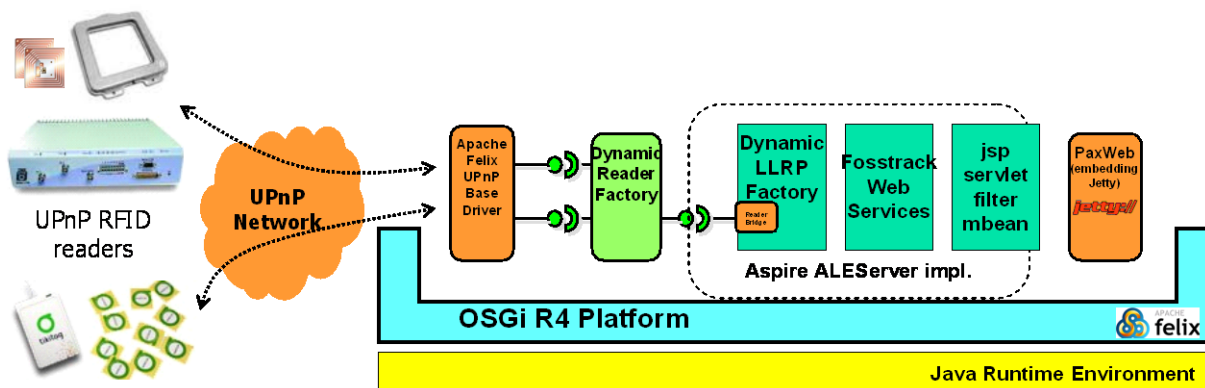 UPnP RFID
readers
UPnP
Network
Apache
Felix
UPnP
Base
Driver
Dynamic
Reader
Factory
Dynamic
LLRP
Factory
Reader
Bridge
Fosstrack
Web
Services
jsp
servlet
filter
mbean
Aspire ALEServer impl.
PaxWeb
(embedding
Jetty)
jetty://
tikitag
OSGi R4 Platform
APACHE
felix
Java Runtime Environment